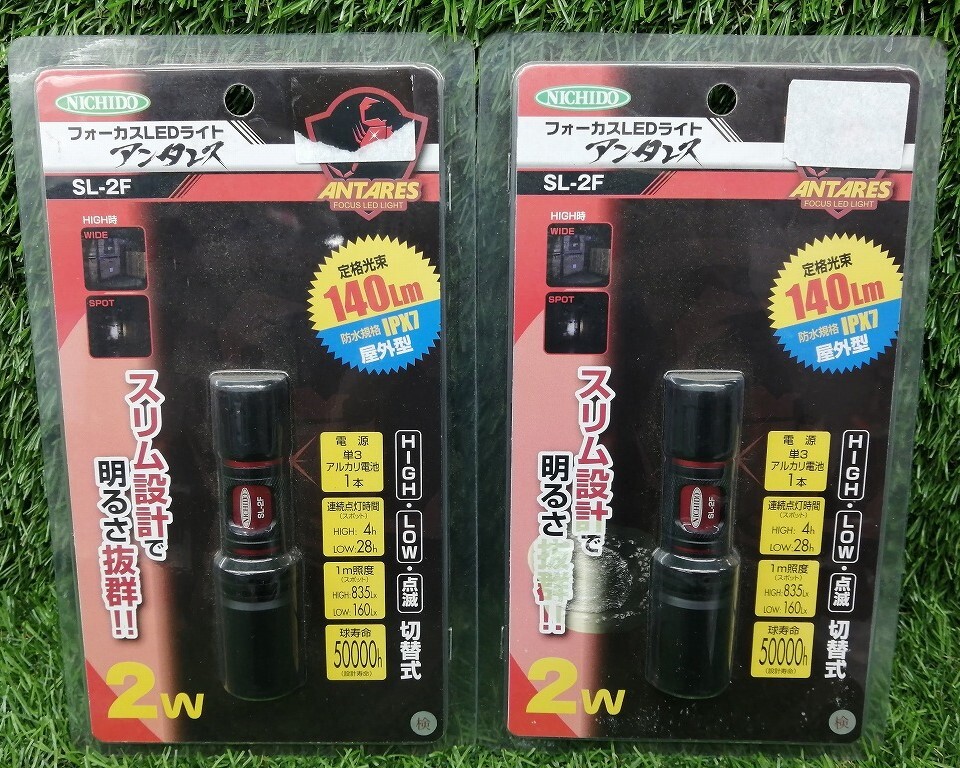 NICHIDO
フォーカスLEDライト
アンタレス
SL-2F
ANTARES
FOCUS LED LIGHT
HIGH時
WIDE
SPOT
定格光束
140Lm
防水規格 IPX7
屋外型
スリム設計で
明るさ抜群!!
NICHIDO
SL-2F
電源
単3
アルカリ電池
1本
連続点灯時間
(スポット)
HIGH: 4h
LOW:28h
1m照度
(スポット)
HIGH:835Lx
LOW:160Lx
球寿命
50000h
(設計寿命)
HIGH・LOW・点滅 切替式
2W
検
NICHIDO
フォーカスLEDライト
アンタレス
SL-2F
ANTARES
FOCUS LED LIGHT
HIGH時
WIDE
SPOT
定格光束
140Lm
防水規格 IPX7
屋外型
スリム設計で
明るさ抜群!!
NICHIDO
SL-2F
電源
単3
アルカリ電池
1本
連続点灯時間
(スポット)
HIGH: 4h
LOW:28h
1m照度
(スポット)
HIGH:835Lx
LOW:160Lx
球寿命
50000h
(設計寿命)
HIGH・LOW・点滅 切替式
2W
検